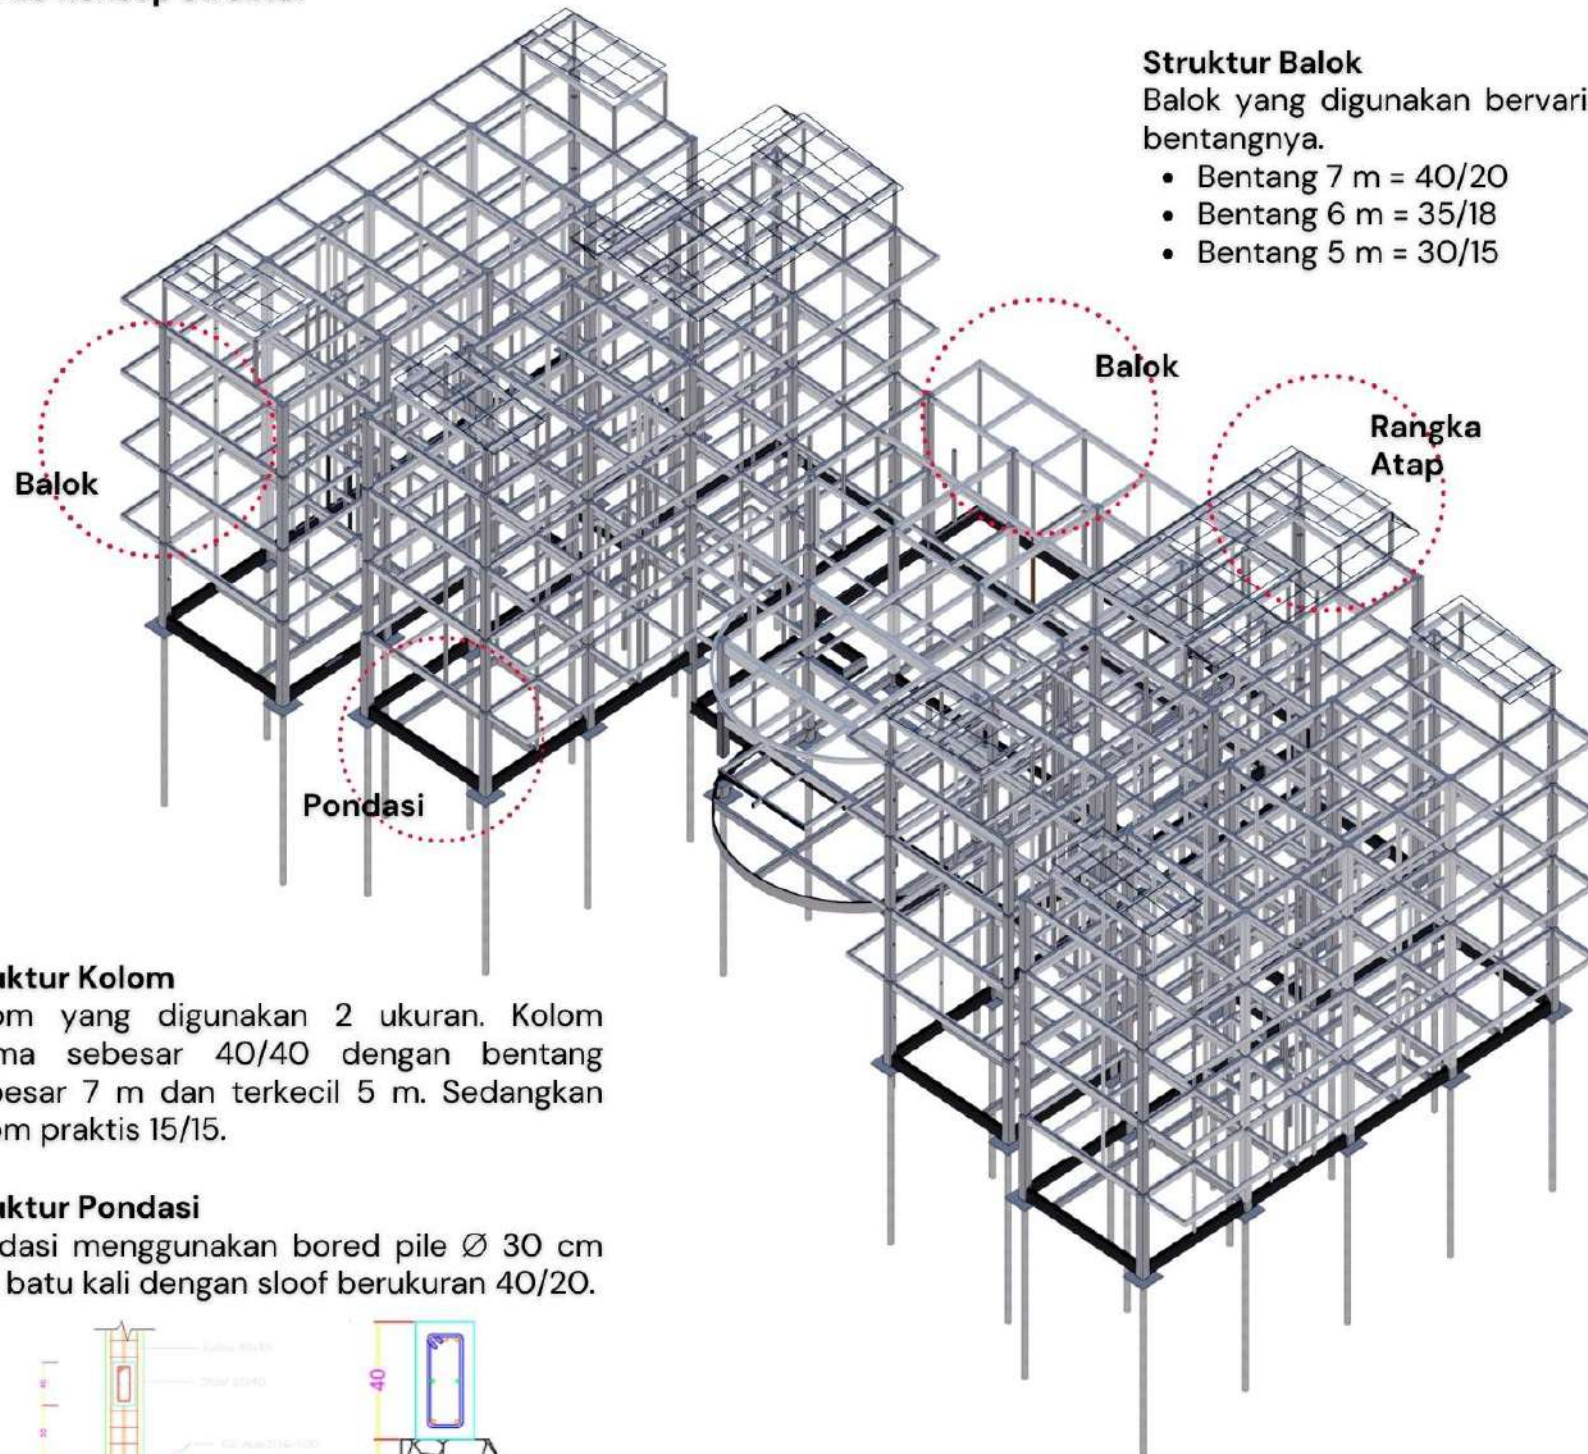 Struktur Balok
Balok yang digunakan bervari
bentangnya.
• Bentang 7 m = 40/20
• Bentang 6 m = 35/18
• Bentang 5 m = 30/15
Balok
Rangka
Atap
Balok
Pondasi
uktur Kolom
om yang digunakan 2 ukuran. Kolom
ma sebesar 40/40 dengan bentang
besar 7 m dan terkecil 5 m. Sedangkan
om praktis 15/15.
uktur Pondasi
dasi menggunakan bored pile Ø 30 cm
batu kali dengan sloof berukuran 40/20.
40